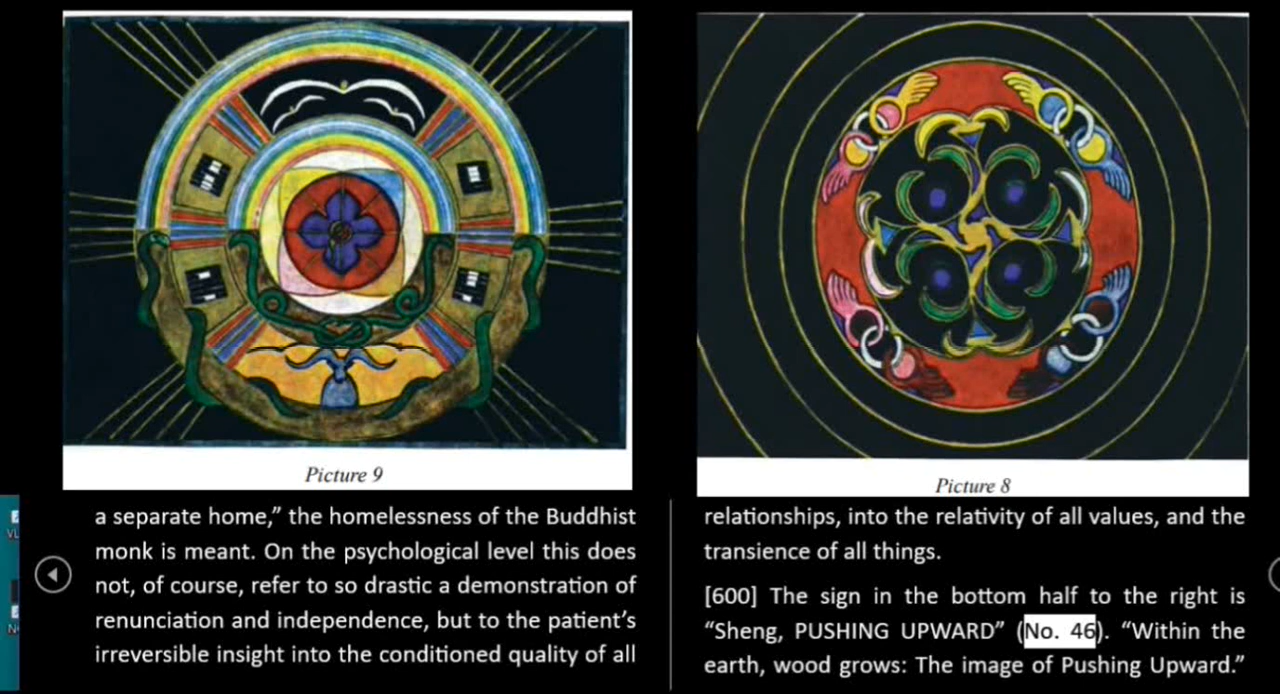 Picture 9
a separate home,” the homelessness of the Buddhist
monk is meant. On the psychological level this does
not, of course, refer to so drastic a demonstration of
renunciation and independence, but to the patient’s
irreversible insight into the conditioned quality of all
Picture 8
relationships, into the relativity of all values, and the
transience of all things.
[600] The sign in the bottom half to the right is
“Sheng, PUSHING UPWARD” (No. 46). “Within the
earth, wood grows: The image of Pushing Upward.”